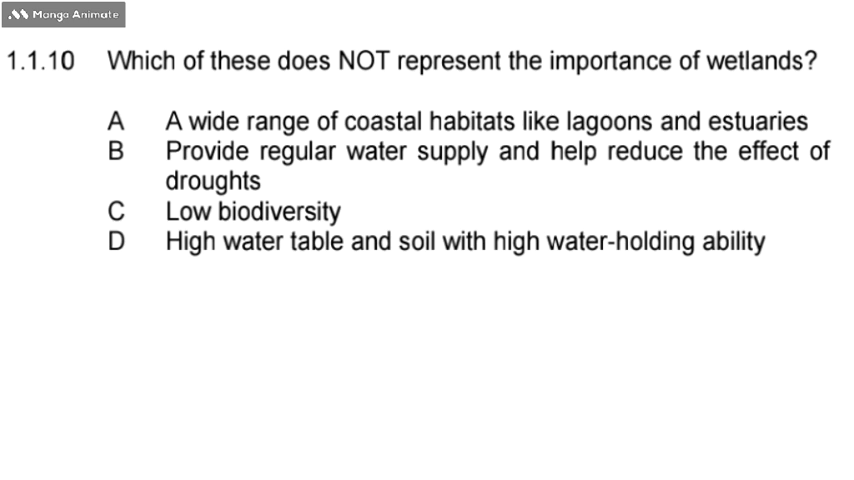 Manga Animate
1.1.10 Which of these does NOT represent the importance of wetlands?
A A wide range of coastal habitats like lagoons and estuaries
B Provide regular water supply and help reduce the effect of
droughts
C Low biodiversity
D High water table and soil with high water-holding ability